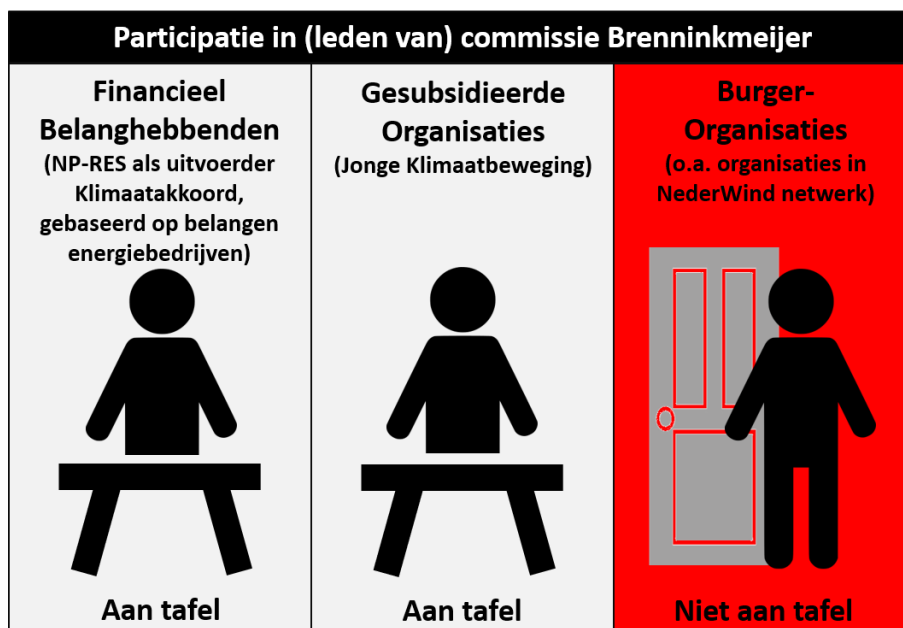 Participatie in (leden van) commissie Brenninkmeijer
Financieel
Belanghebbenden
(NP-RES als uitvoerder
Klimaatakkoord,
gebaseerd op belangen
energiebedrijven)
Aan tafel
Gesubsidieerde
Organisaties
(Jonge Klimaatbeweging)
Aan tafel
Burger-
Organisaties
(o.a. organisaties in
NederWind netwerk)
Niet aan tafel